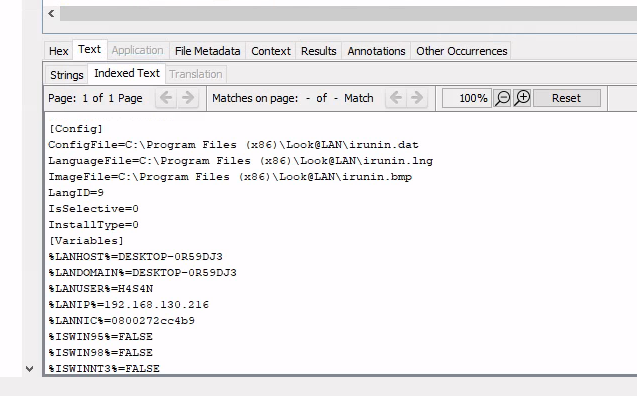 Hex Text Application File Metadata Context Results Annotations Other Occurrences
Strings Indexed Text Translation
Page: 1 of 1 Page Matches on page: - of - Match 100% Reset
[Config]
ConfigFile=C:\Program Files (x86)\Look@LAN\irunin.dat
LanguageFile=C:\Program Files (x86)\Look@LAN\irunin.lng
ImageFile=C:\Program Files (x86)\Look@LAN\irunin.bmp
LangID=9
IsSelective=0
InstallType=0
[Variables]
%LANHOST%=DESKTOP-0R59DJ3
%LANDOMAIN%=DESKTOP-0R59DJ3
%LANUSER%=H4S4N
%LANIP%=192.168.130.216
%LANNIC%=0800272cc4b9
%ISWIN95%=FALSE
%ISWIN98%=FALSE
%ISWINNT3%=FALSE